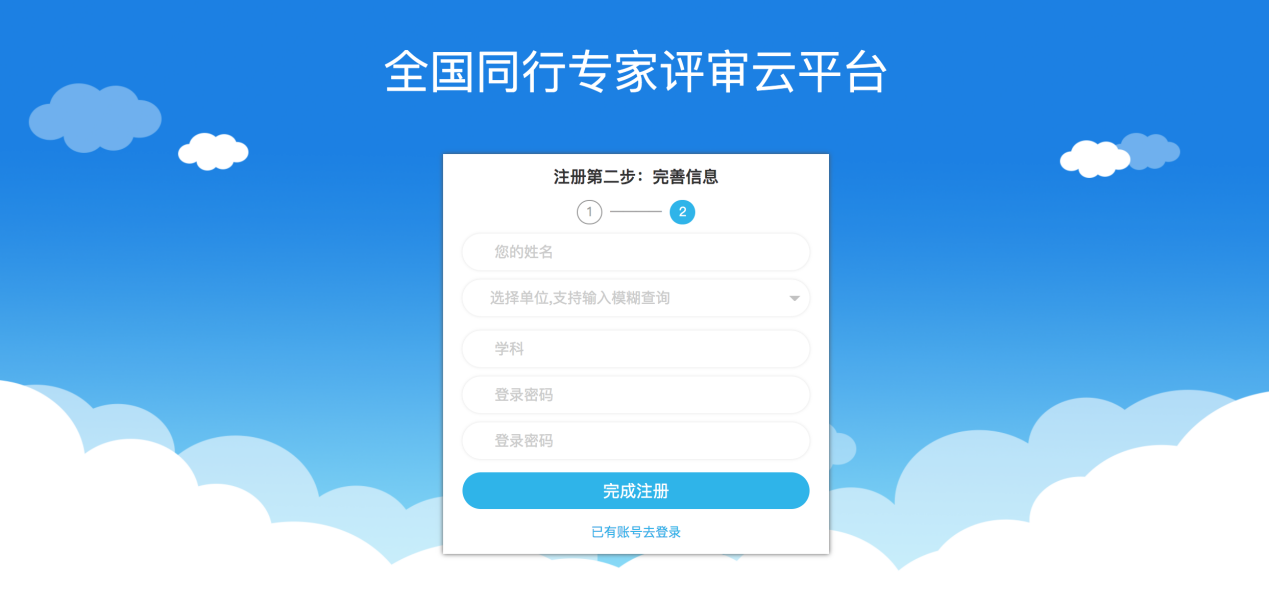 全国同行专家评审云平台
注册第二步：完善信息
1
2
您的姓名
选择单位,支持输入模糊查询
学科
登录密码
登录密码
完成注册
已有账号去登录